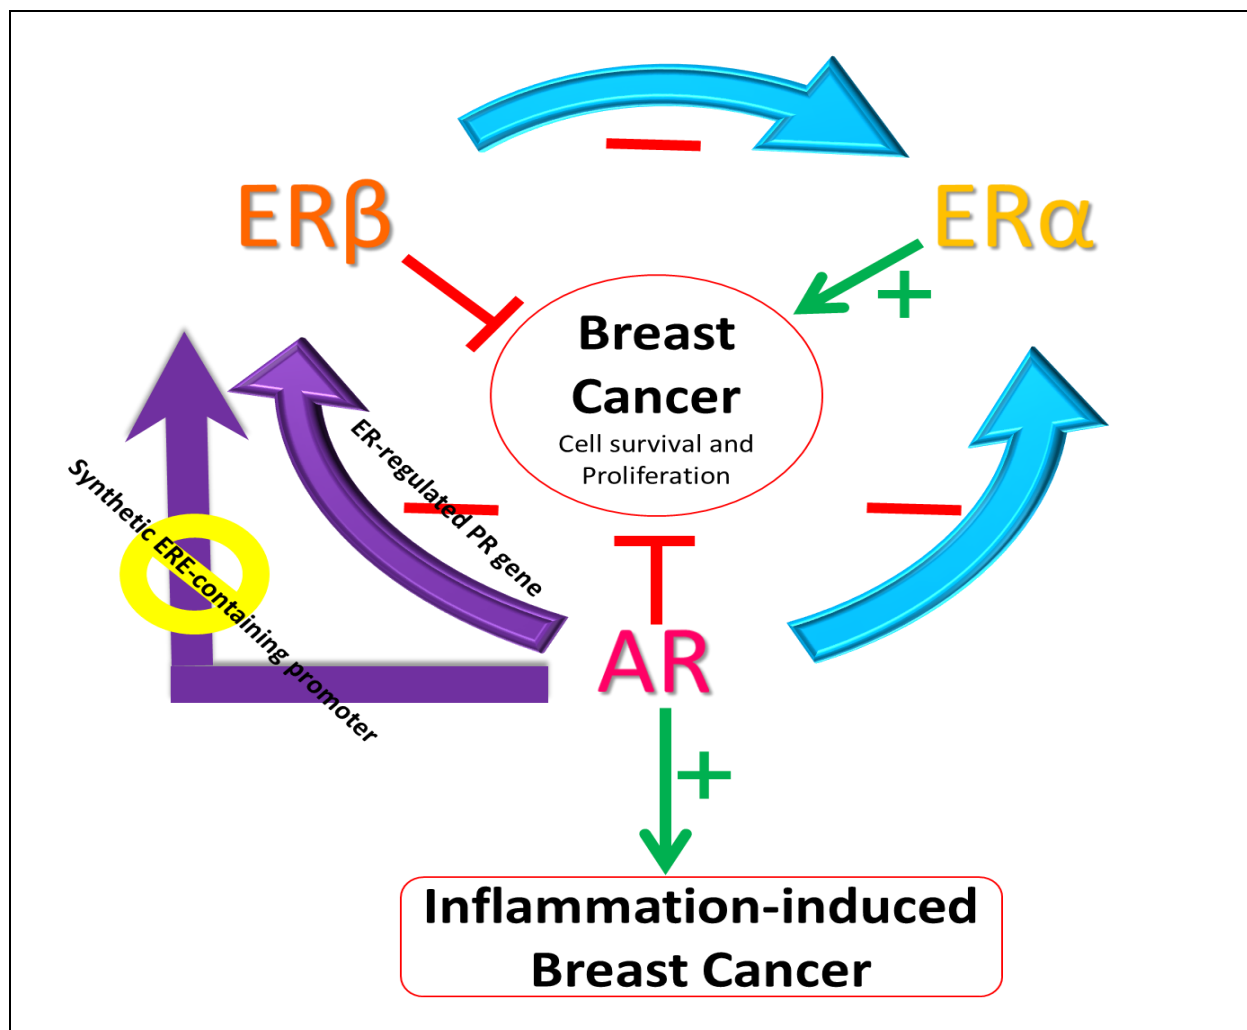 ERβ
ERα
+
Breast
Cancer
Cell survival and
Proliferation
ER-regulated PR gene
Synthetic ERE-containing promoter
AR
+
Inflammation-induced
Breast Cancer